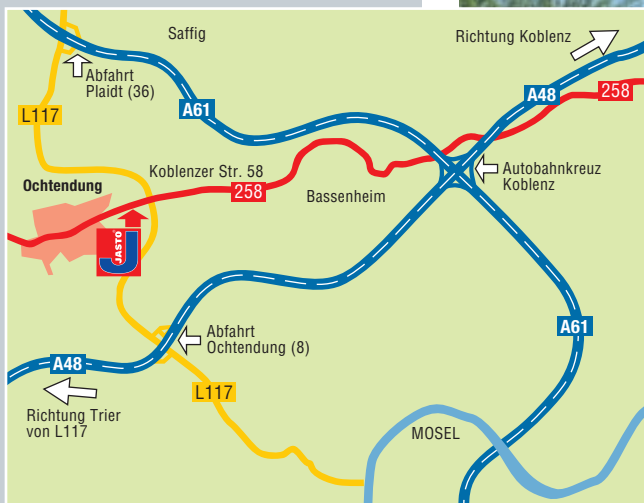 Saffig
Richtung Koblenz
Abfahrt
Plaidt (36)
A61
A48
258
L117
Koblenzer Str. 58
Autobahnkreuz
Koblenz
Ochtendung
258
Bassenheim
JASTO
J
Abfahrt
Ochtendung (8)
A61
A48
L117
Richtung Trier
von L117
MOSEL